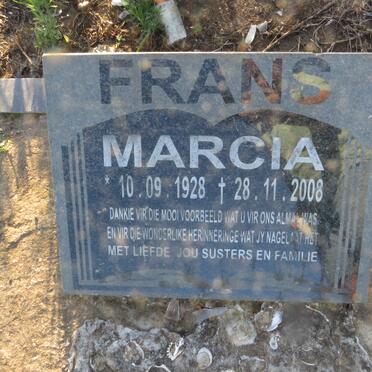 FRANS
MARCIA
* 10.09.1928 † 28.11.2008
DANKIE VIR DIE MOOI VOORBEELD WAT U VIR ONS ALMAL WAS
EN VIR DIE WONDERLIKE HERINNERINGE WAT JY NAGELAAT HET
MET LIEFDE JOU SUSTERS EN FAMILIE